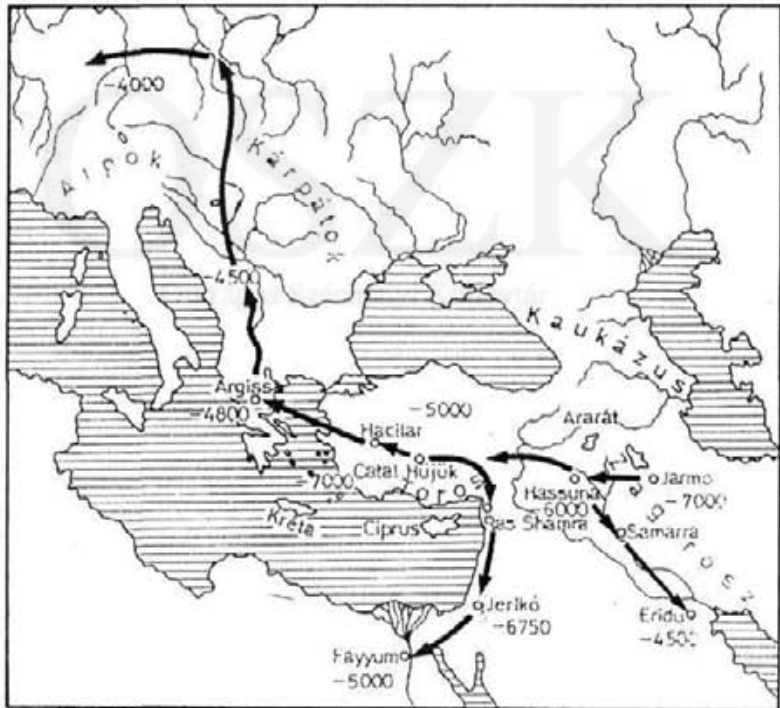 OSZK
-4000
Alpok
Kárpátok
-450
Kaukázus
Argiss
-4800
-5000
Hacilar
Ararát
Catal Hüjük
-7000
Jarmo
-7000
Hassuna
-6000
Kréta
Ciprus
Ras Shamra
Samarra
Jerikó
-6750
Eridu
-4500
Fayyum
-5000